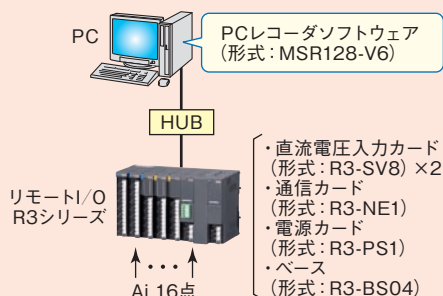 PC
PCレコーダソフトウェア
(形式:MSR128-V6)
HUB
リモートI/O
R3シリーズ
・直流電圧入力カード
(形式:R3-SV8)×2
・通信カード
(形式:R3-NE1)
・電源カード
(形式:R3-PS1)
・ベース
(形式:R3-BS04)
・・・
Ai 16点